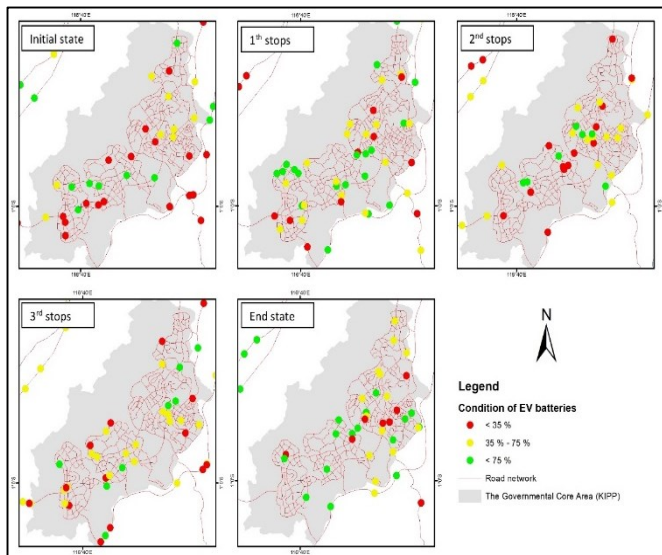 Initial state
1th stops
2nd stops
3rd stops
End state
N
Legend
Condition of EV batteries
< 35 %
35 % - 75 %
< 75 %
Road network
The Governmental Core Area (KIPP)